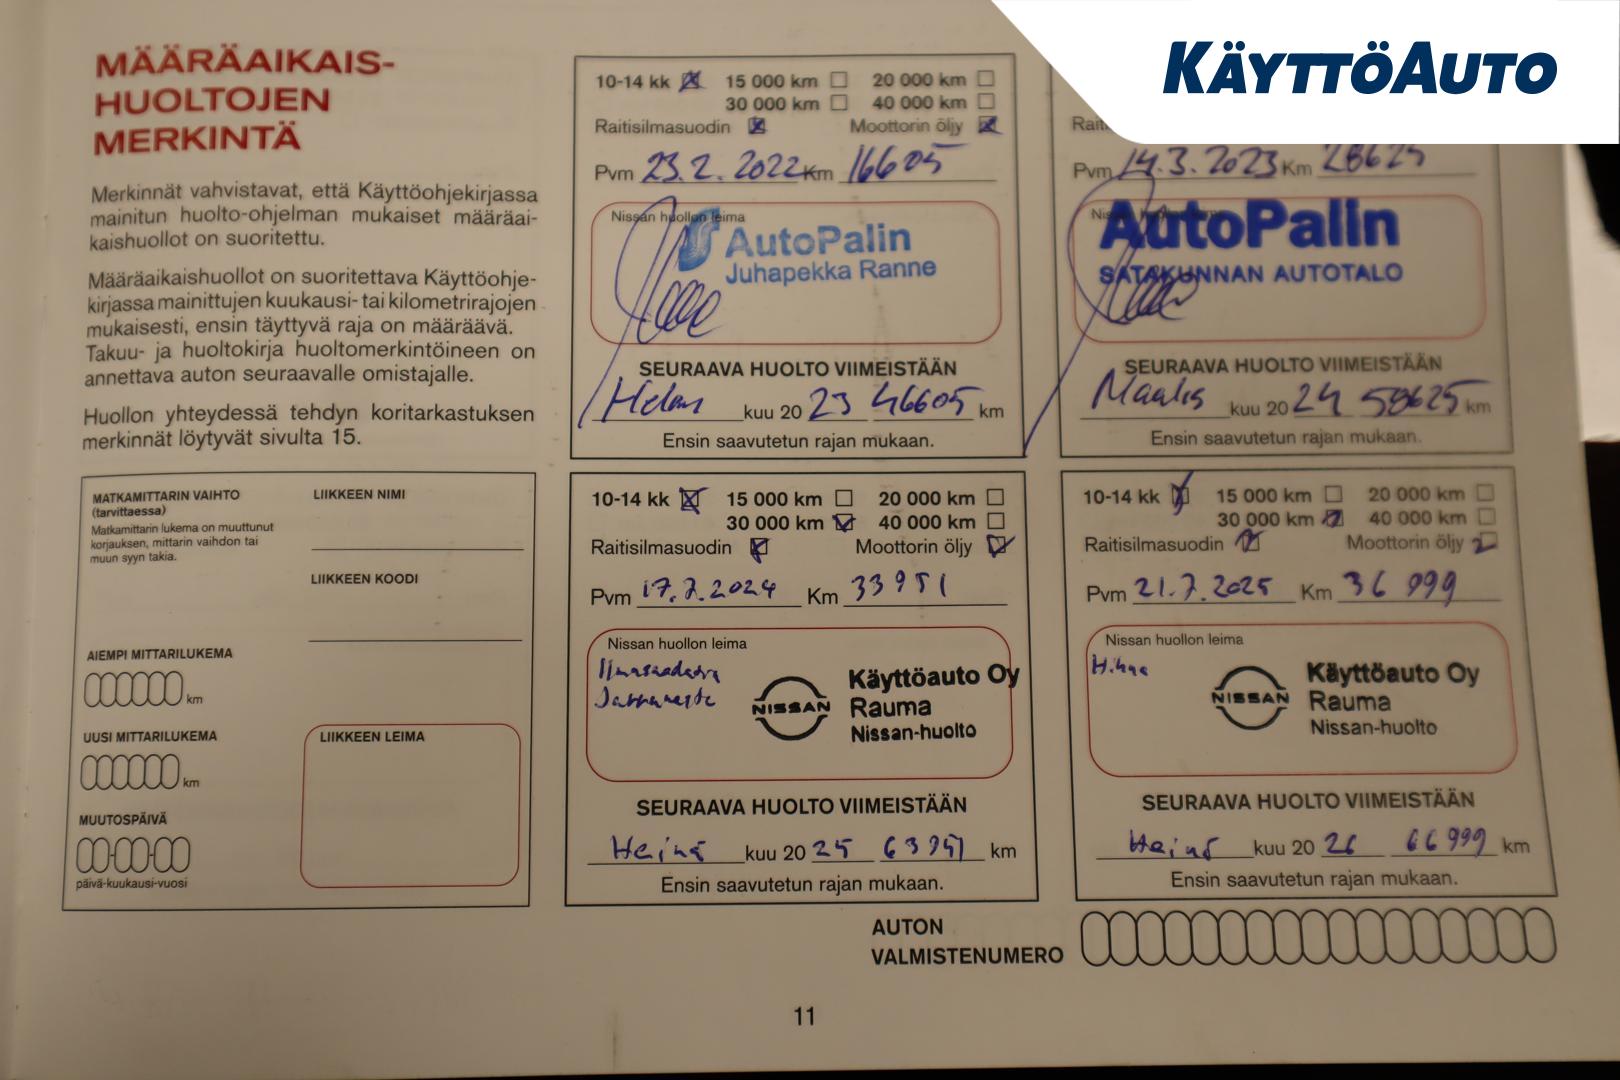 KÄYTTÖAUTO
MÄÄRÄAIKAIS-
HUOLTOJEN
MERKINTÄ
Merkinnät vahvistavat, että Käyttöohjekirjassa
mainitun huolto-ohjelman mukaiset määräai-
kaishuollot on suoritettu.
Määräaikaishuollot on suoritettava Käyttöohje-
kirjassa mainittujen kuukausi- tai kilometrirajojen
mukaisesti, ensin täyttyvä raja on määräävä.
Takuu- ja huoltokirja huoltomerkintöineen on
annettava auton seuraavalle omistajalle.
Huollon yhteydessä tehdyn koritarkastuksen
merkinnät löytyvät sivulta 15.
10-14 kk 15 000 km 20 000 km
30 000 km 40 000 km
Raitisilmasuodin Moottorin öljy
Pvm 23.2.2022 Km 16605
Nissan huollon leima
AutoPalin
Juhapekka Ranne
SEURAAVA HUOLTO VIIMEISTÄÄN
Helmi kuu 20 23 46605 km
Ensin saavutetun rajan mukaan.
Pvm 14.3.2023 Km 28625
AutoPalin
SATAKUNNAN AUTOTALO
SEURAAVA HUOLTO VIIMEISTÄÄN
Maalis kuu 20 24 58625 km
Ensin saavutetun rajan mukaan.
MATKAMITTARIN VAIHTO
(tarvittaessa)
Matkamittarin lukema on muuttunut
korjauksen, mittarin vaihdon tai
muun syyn takia.
LIIKKEEN NIMI
LIIKKEEN KOODI
AIEMPI MITTARILUKEMA
km
UUSI MITTARILUKEMA
km
MUUTOSPÄIVÄ
päivä-kuukausi-vuosi
LIIKKEEN LEIMA
10-14 kk 15 000 km 20 000 km
30 000 km 40 000 km
Raitisilmasuodin Moottorin öljy
Pvm 17.7.2024 Km 33951
Nissan huollon leima
Ilmansuodatin
Jarruneste
NISSAN
Käyttöauto Oy
Rauma
Nissan-huolto
SEURAAVA HUOLTO VIIMEISTÄÄN
Heinä kuu 20 25 63951 km
Ensin saavutetun rajan mukaan.
10-14 kk 15 000 km 20 000 km
30 000 km 40 000 km
Raitisilmasuodin Moottorin öljy
Pvm 21.7.2025 Km 36 999
Nissan huollon leima
NISSAN
Käyttöauto Oy
Rauma
Nissan-huolto
SEURAAVA HUOLTO VIIMEISTÄÄN
Heinä kuu 20 26 66999 km
Ensin saavutetun rajan mukaan.
AUTON
VALMISTENUMERO
11